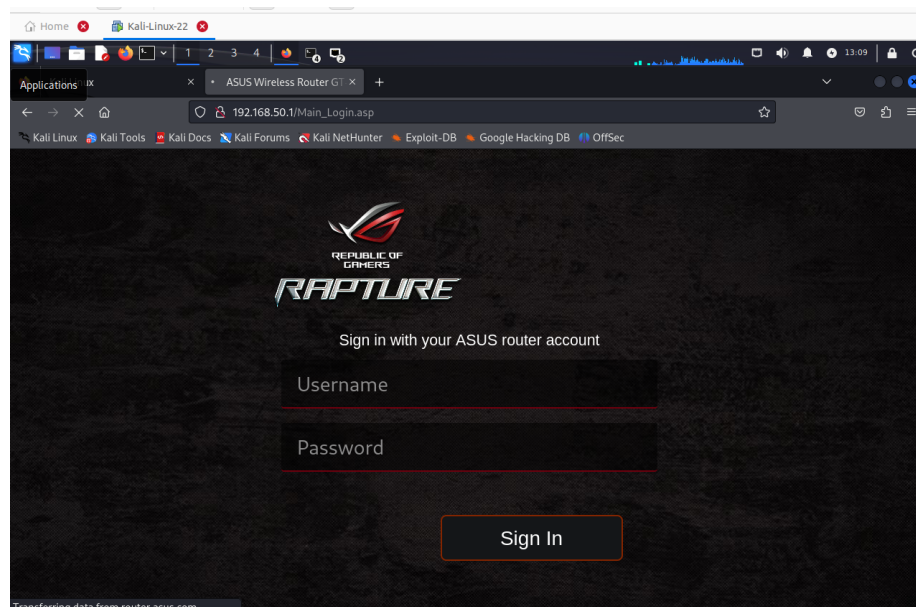 Home Kali-Linux-22
1 2 3 4 13:09
Applications ux ASUS Wireless Router GT
192.168.50.1/Main_Login.asp
Kali Linux Kali Tools Kali Docs Kali Forums Kali NetHunter Exploit-DB Google Hacking DB OffSec
REPUBLIC OF
GAMERS
RAPTURE
Sign in with your ASUS router account
Username
Password
Sign In
Transferring data from router.asus.com